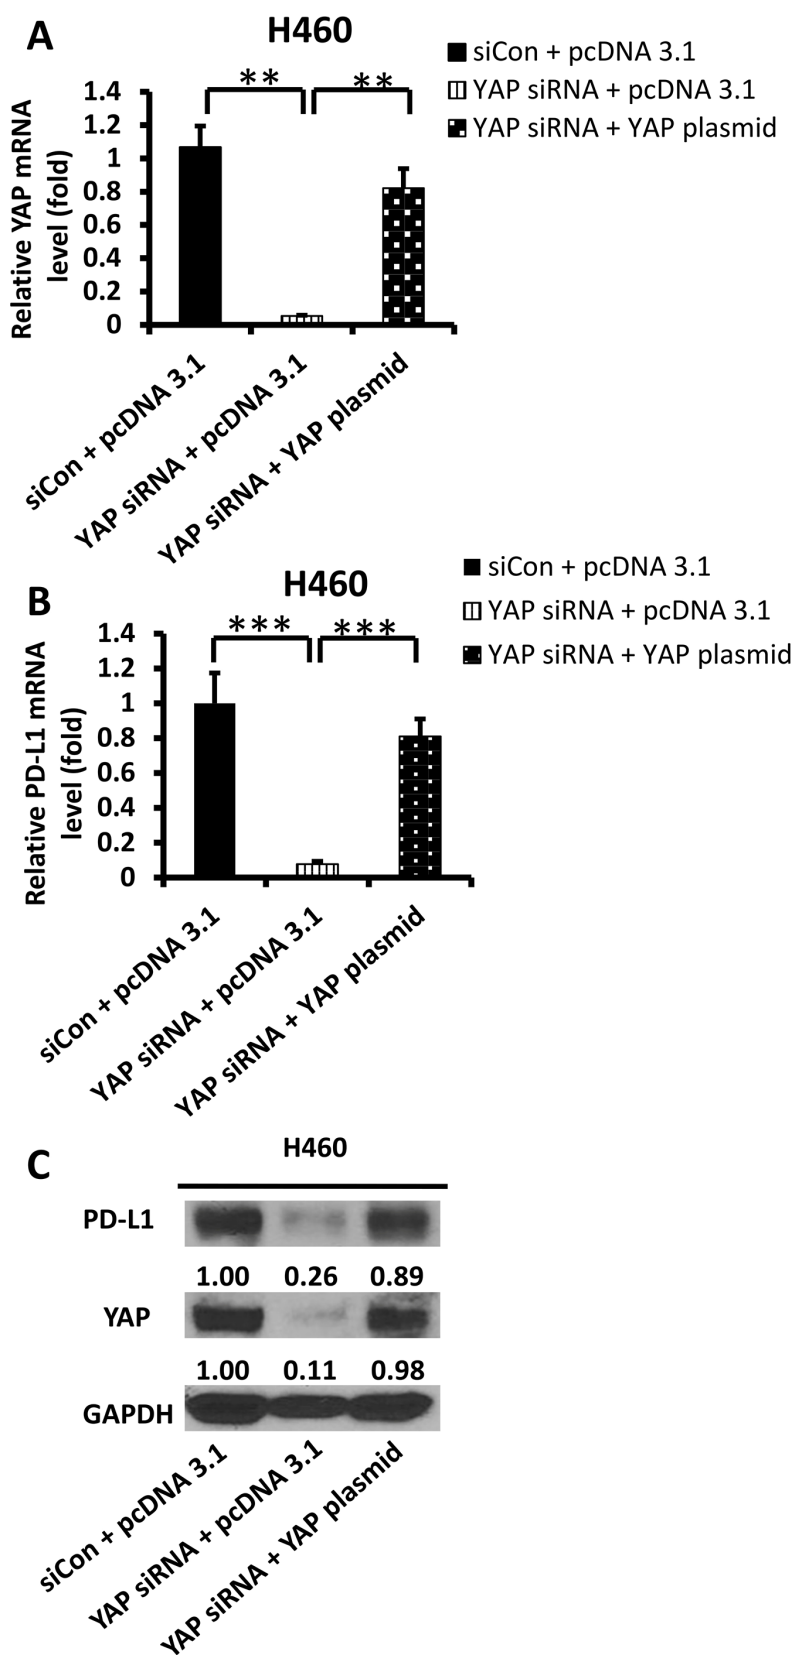 A
H460
siCon + pcDNA 3.1
YAP siRNA + pcDNA 3.1
YAP siRNA + YAP plasmid
Relative YAP mRNA
level (fold)
1.4
1.2
1
0.8
0.6
0.4
0.2
0
**
**
siCon + pcDNA 3.1
YAP siRNA + pcDNA 3.1
YAP siRNA + YAP plasmid
B
H460
siCon + pcDNA 3.1
YAP siRNA + pcDNA 3.1
YAP siRNA + YAP plasmid
Relative PD-L1 mRNA
level (fold)
1.4
1.2
1
0.8
0.6
0.4
0.2
0
***
***
siCon + pcDNA 3.1
YAP siRNA + pcDNA 3.1
YAP siRNA + YAP plasmid
C
H460
PD-L1
1.00 0.26 0.89
YAP
1.00 0.11 0.98
GAPDH
siCon + pcDNA 3.1
YAP siRNA + pcDNA 3.1
YAP siRNA + YAP plasmid